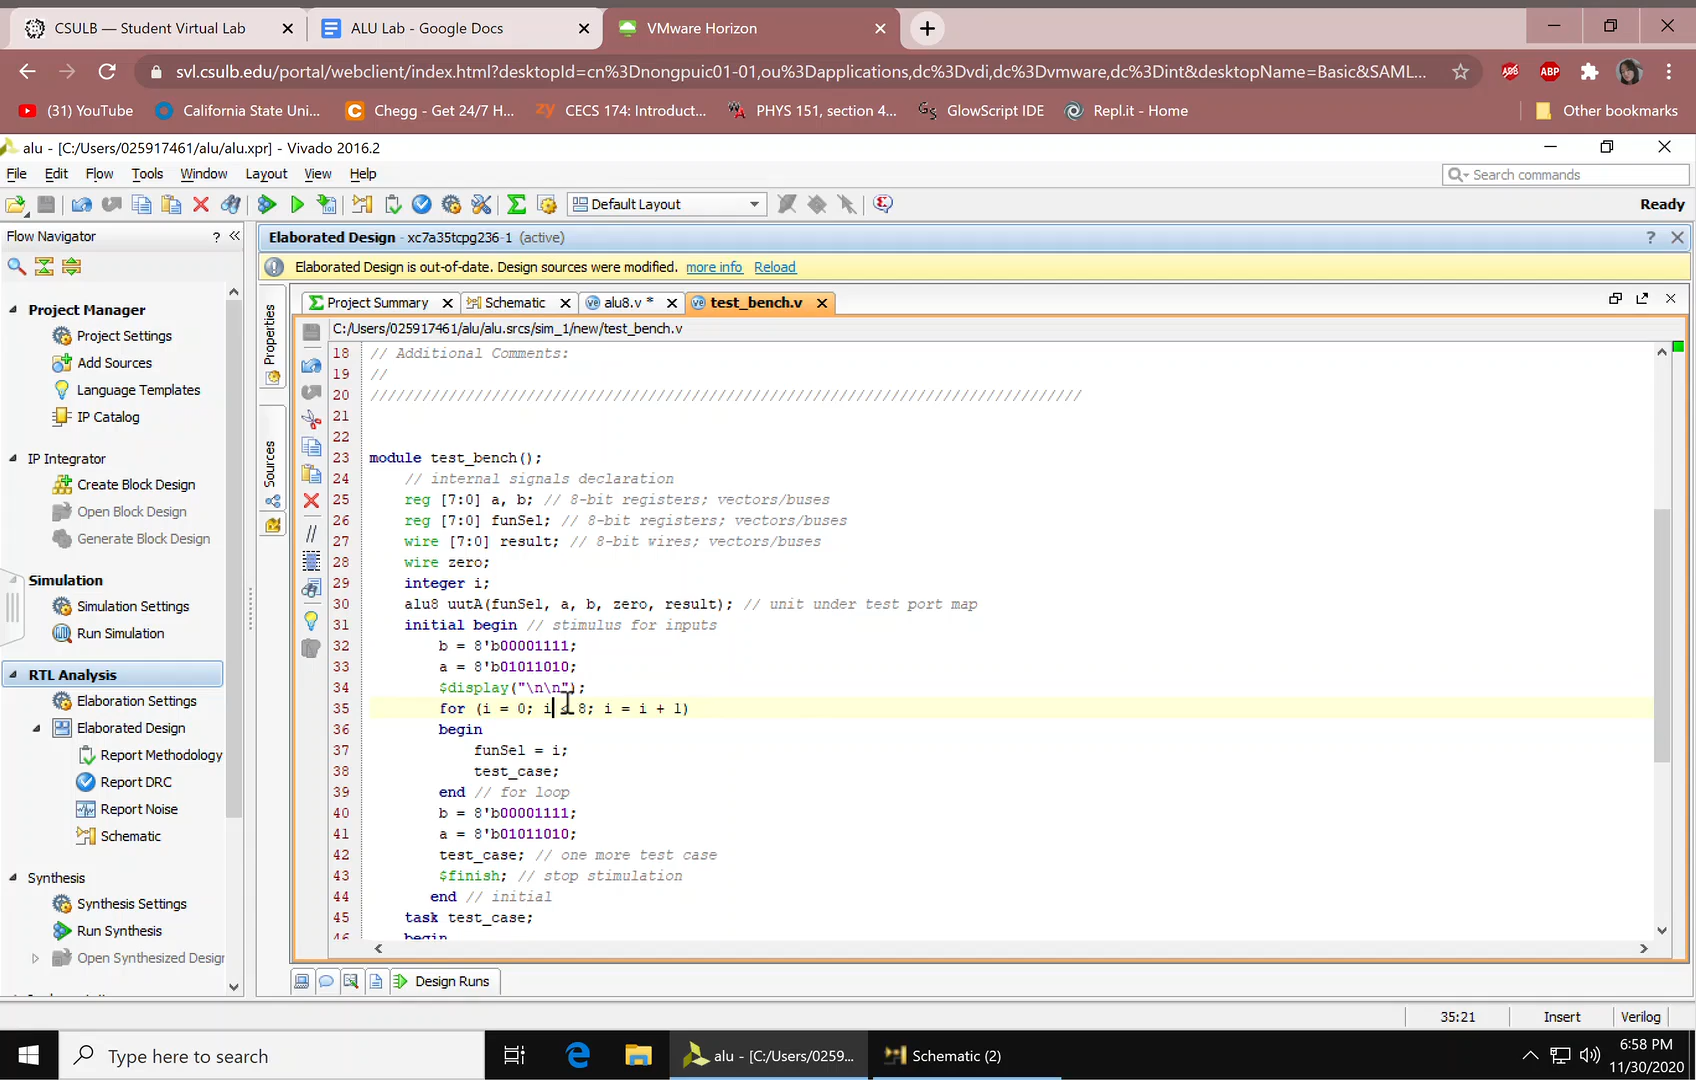 CSULB — Student Virtual Lab
ALU Lab - Google Docs
VMware Horizon
svl.csulb.edu/portal/webclient/index.html?desktopId=cn%3Dnongpuic01-01,ou%3Dapplications,dc%3Dvdi,dc%3Dvmware,dc%3Dint&desktopName=Basic&SAML...
ABP
(31) YouTube
California State Uni...
Chegg - Get 24/7 H...
CECS 174: Introduct...
PHYS 151, section 4...
GlowScript IDE
Repl.it - Home
Other bookmarks
alu - [C:/Users/025917461/alu/alu.xpr] - Vivado 2016.2
File Edit Flow Tools Window Layout View Help
Search commands
Default Layout
Ready
Flow Navigator
Project Manager
Project Settings
Add Sources
Language Templates
IP Catalog
IP Integrator
Create Block Design
Open Block Design
Generate Block Design
Simulation
Simulation Settings
Run Simulation
RTL Analysis
Elaboration Settings
Elaborated Design
Report Methodology
Report DRC
Report Noise
Schematic
Synthesis
Synthesis Settings
Run Synthesis
Open Synthesized Desigr
Elaborated Design - xc7a35tcpg236-1 (active)
Elaborated Design is out-of-date. Design sources were modified. more info Reload
Properties
Sources
Project Summary
Schematic
alu8.v *
test_bench.v
C:/Users/025917461/alu/alu.srcs/sim_1/new/test_bench.v
18 // Additional Comments:
19 //
20 //////////////////////////////////////////////////////////////////////////////////
21
22
23 module test_bench();
24 // internal signals declaration
25 reg [7:0] a, b; // 8-bit registers; vectors/buses
26 reg [7:0] funSel; // 8-bit registers; vectors/buses
27 wire [7:0] result; // 8-bit wires; vectors/buses
28 wire zero;
29 integer i;
30 alu8 uutA(funSel, a, b, zero, result); // unit under test port map
31 initial begin // stimulus for inputs
32 b = 8'b00001111;
33 a = 8'b01011010;
34 $display("\n\n");
35 for (i = 0; i < 8; i = i + 1)
36 begin
37 funSel = i;
38 test_case;
39 end // for loop
40 b = 8'b00001111;
41 a = 8'b01011010;
42 test_case; // one more test case
43 $finish; // stop stimulation
44 end // initial
45 task test_case;
46 begin
Design Runs
35:21
Insert
Verilog
Type here to search
alu - [C:/Users/0259...
Schematic (2)
6:58 PM
11/30/2020